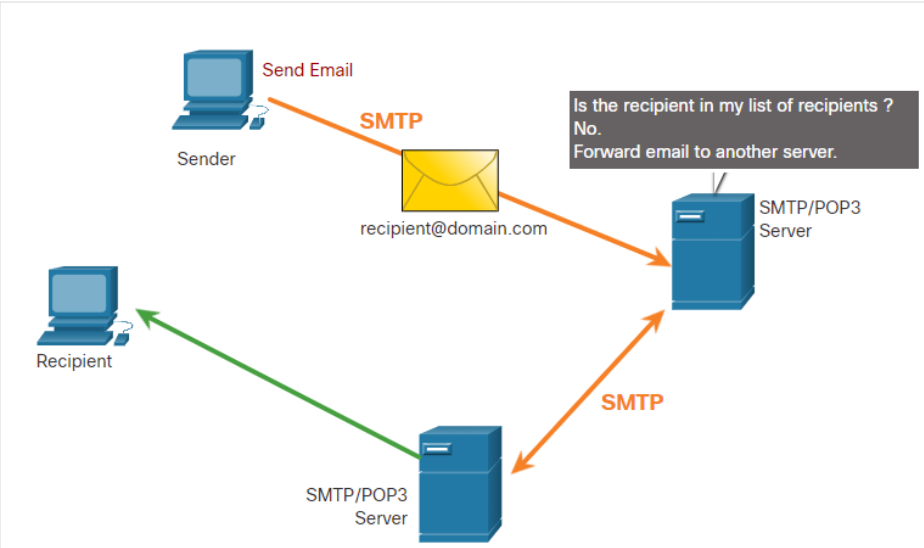 Send Email
SMTP
Is the recipient in my list of recipients ?
No.
Forward email to another server.
Sender
SMTP/POP3
Server
recipient@domain.com
Recipient
SMTP
SMTP/POP3
Server